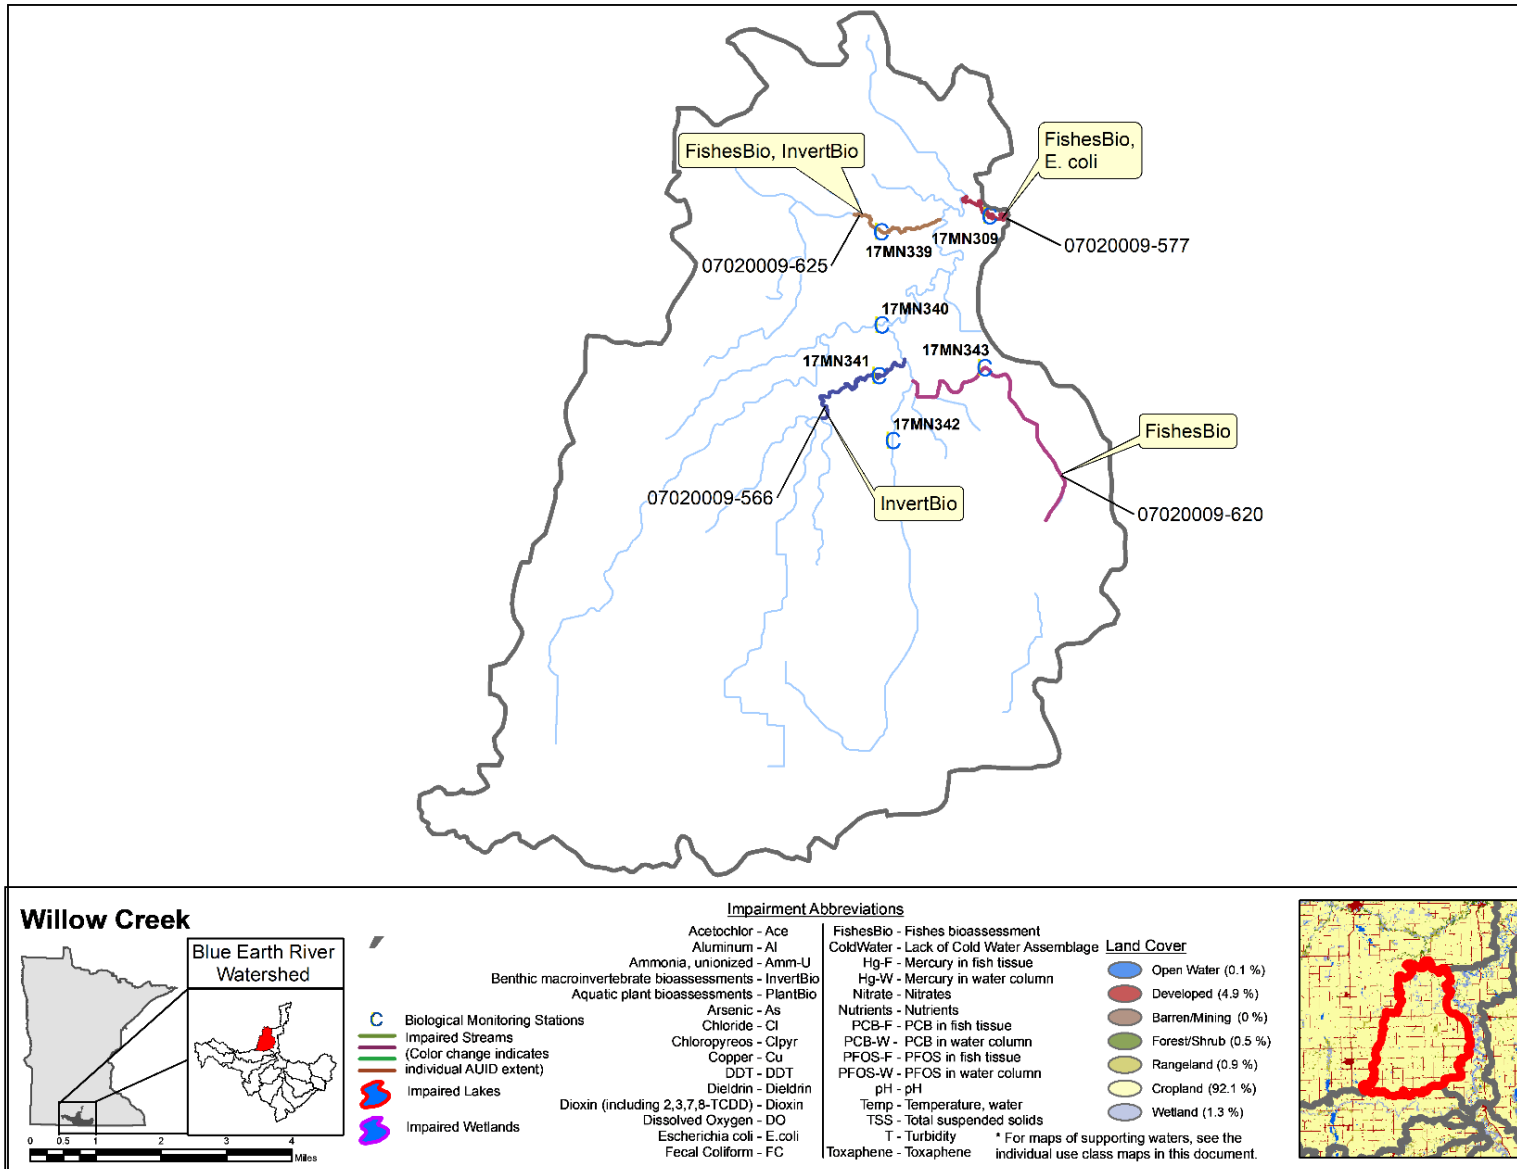 FishesBio, InvertBio
FishesBio,
E. coli
17MN339
17MN309
07020009-577
07020009-625
17MN340
17MN341
17MN343
17MN342
FishesBio
07020009-566
InvertBio
07020009-620
Willow Creek
Blue Earth River
Watershed
0 0.5 1 2 3 4
Miles
C Biological Monitoring Stations
Impaired Streams
(Color change indicates
individual AUID extent)
Impaired Lakes
Impaired Wetlands
Impairment Abbreviations
Acetochlor - Ace
Aluminum - Al
Ammonia, unionized - Amm-U
Benthic macroinvertebrate bioassessments - InvertBio
Aquatic plant bioassessments - PlantBio
Arsenic - As
Chloride - Cl
Chloropyreos - Clpyr
Copper - Cu
DDT - DDT
Dieldrin - Dieldrin
Dioxin (including 2,3,7,8-TCDD) - Dioxin
Dissolved Oxygen - DO
Escherichia coli - E.coli
Fecal Coliform - FC
FishesBio - Fishes bioassessment
ColdWater - Lack of Cold Water Assemblage
Hg-F - Mercury in fish tissue
Hg-W - Mercury in water column
Nitrate - Nitrates
Nutrients - Nutrients
PCB-F - PCB in fish tissue
PCB-W - PCB in water column
PFOS-F - PFOS in fish tissue
PFOS-W - PFOS in water column
pH - pH
Temp - Temperature, water
TSS - Total suspended solids
T - Turbidity
Toxaphene - Toxaphene
Land Cover
Open Water (0.1 %)
Developed (4.9 %)
Barren/Mining (0 %)
Forest/Shrub (0.5 %)
Rangeland (0.9 %)
Cropland (92.1 %)
Wetland (1.3 %)
* For maps of supporting waters, see the
individual use class maps in this document.